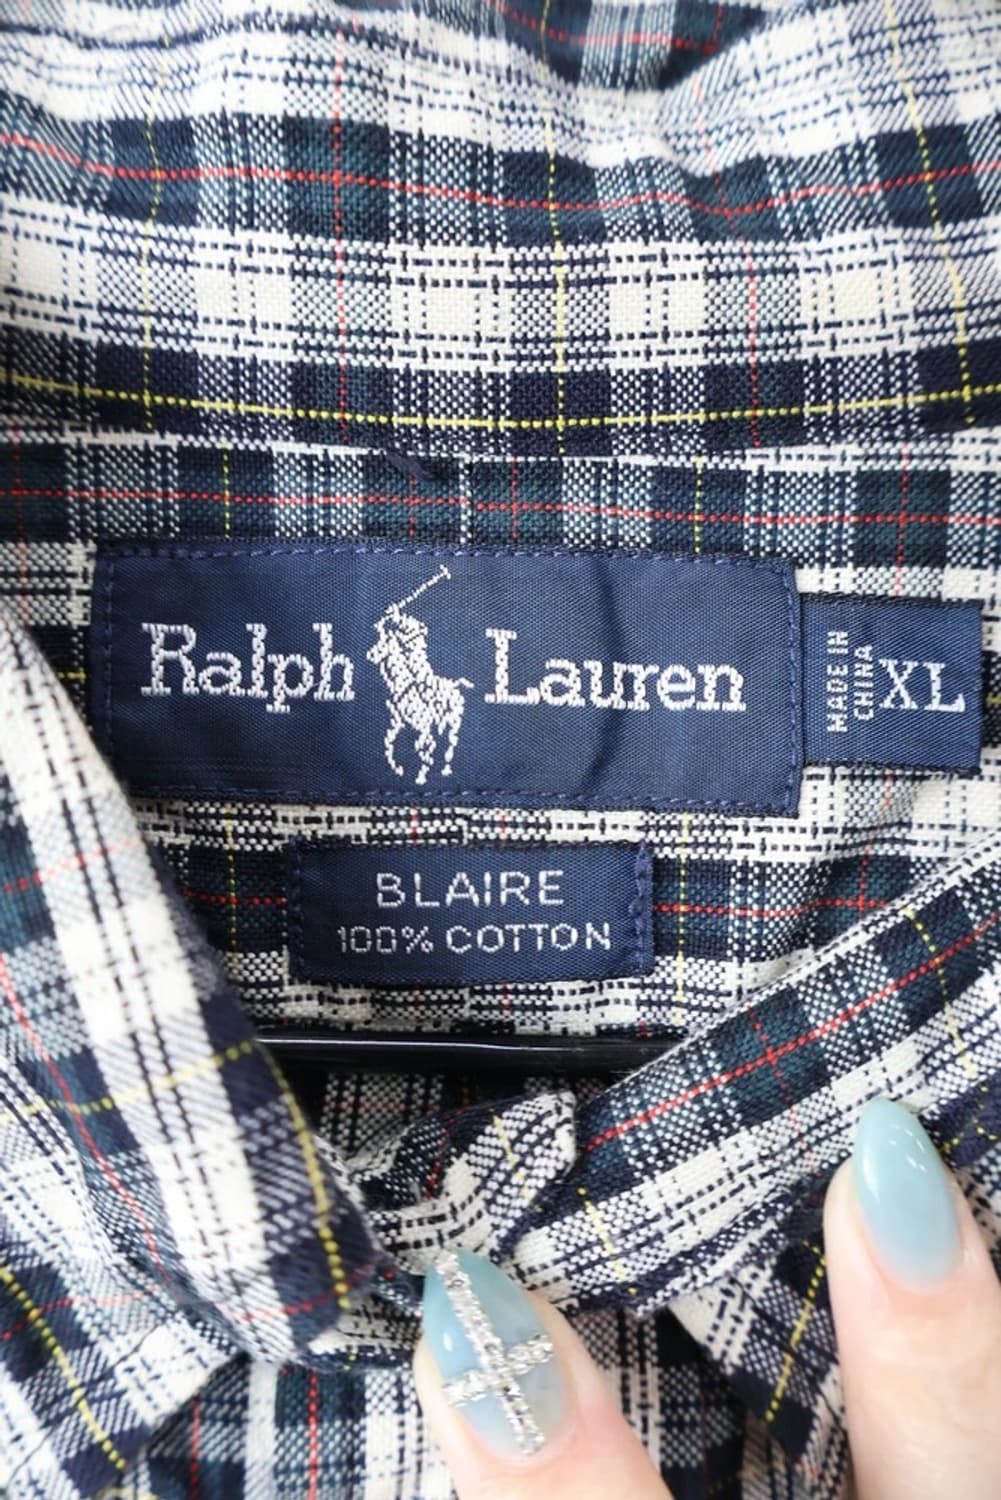 Ralph Lauren
MADE IN
CHINA
XL
BLAIRE
100% COTTON